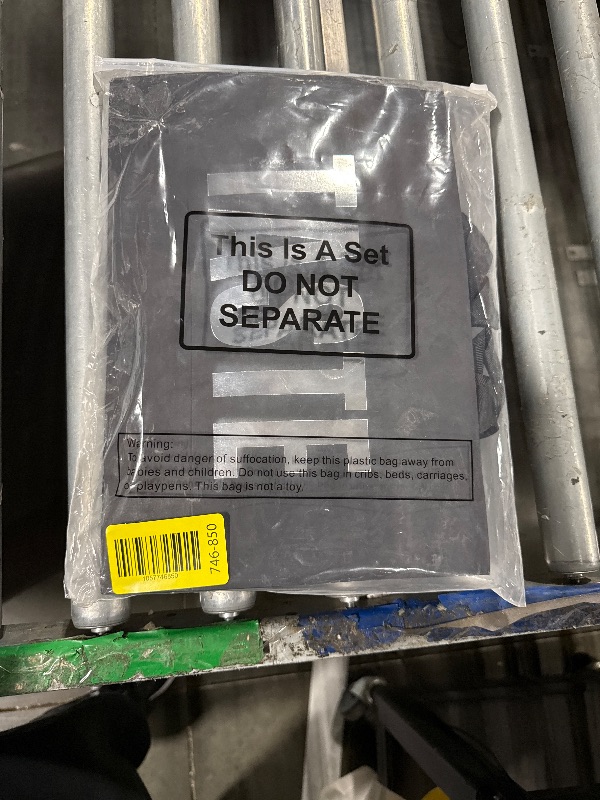 This Is A Set
DO NOT
SEPARATE
Warning:
To avoid danger of suffocation, keep this plastic bag away from
babies and children. Do not use this bag in cribs, beds, carriages,
or playpens. This bag is not a toy.
746-850